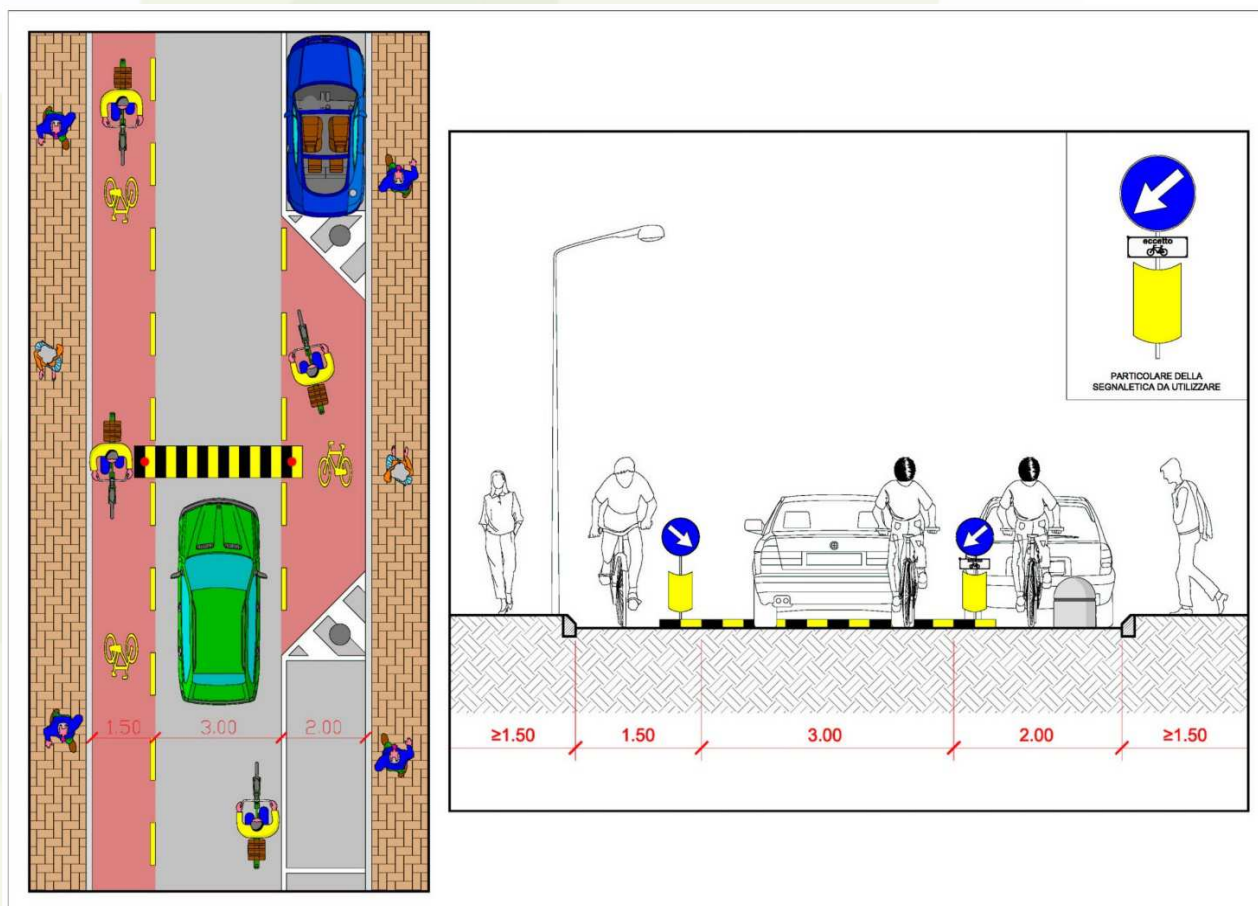 1.50 3.00 2.00
eccetto
PARTICOLARE DELLA
SEGNALETICA DA UTILIZZARE
≥1.50 1.50 3.00 2.00 ≥1.50